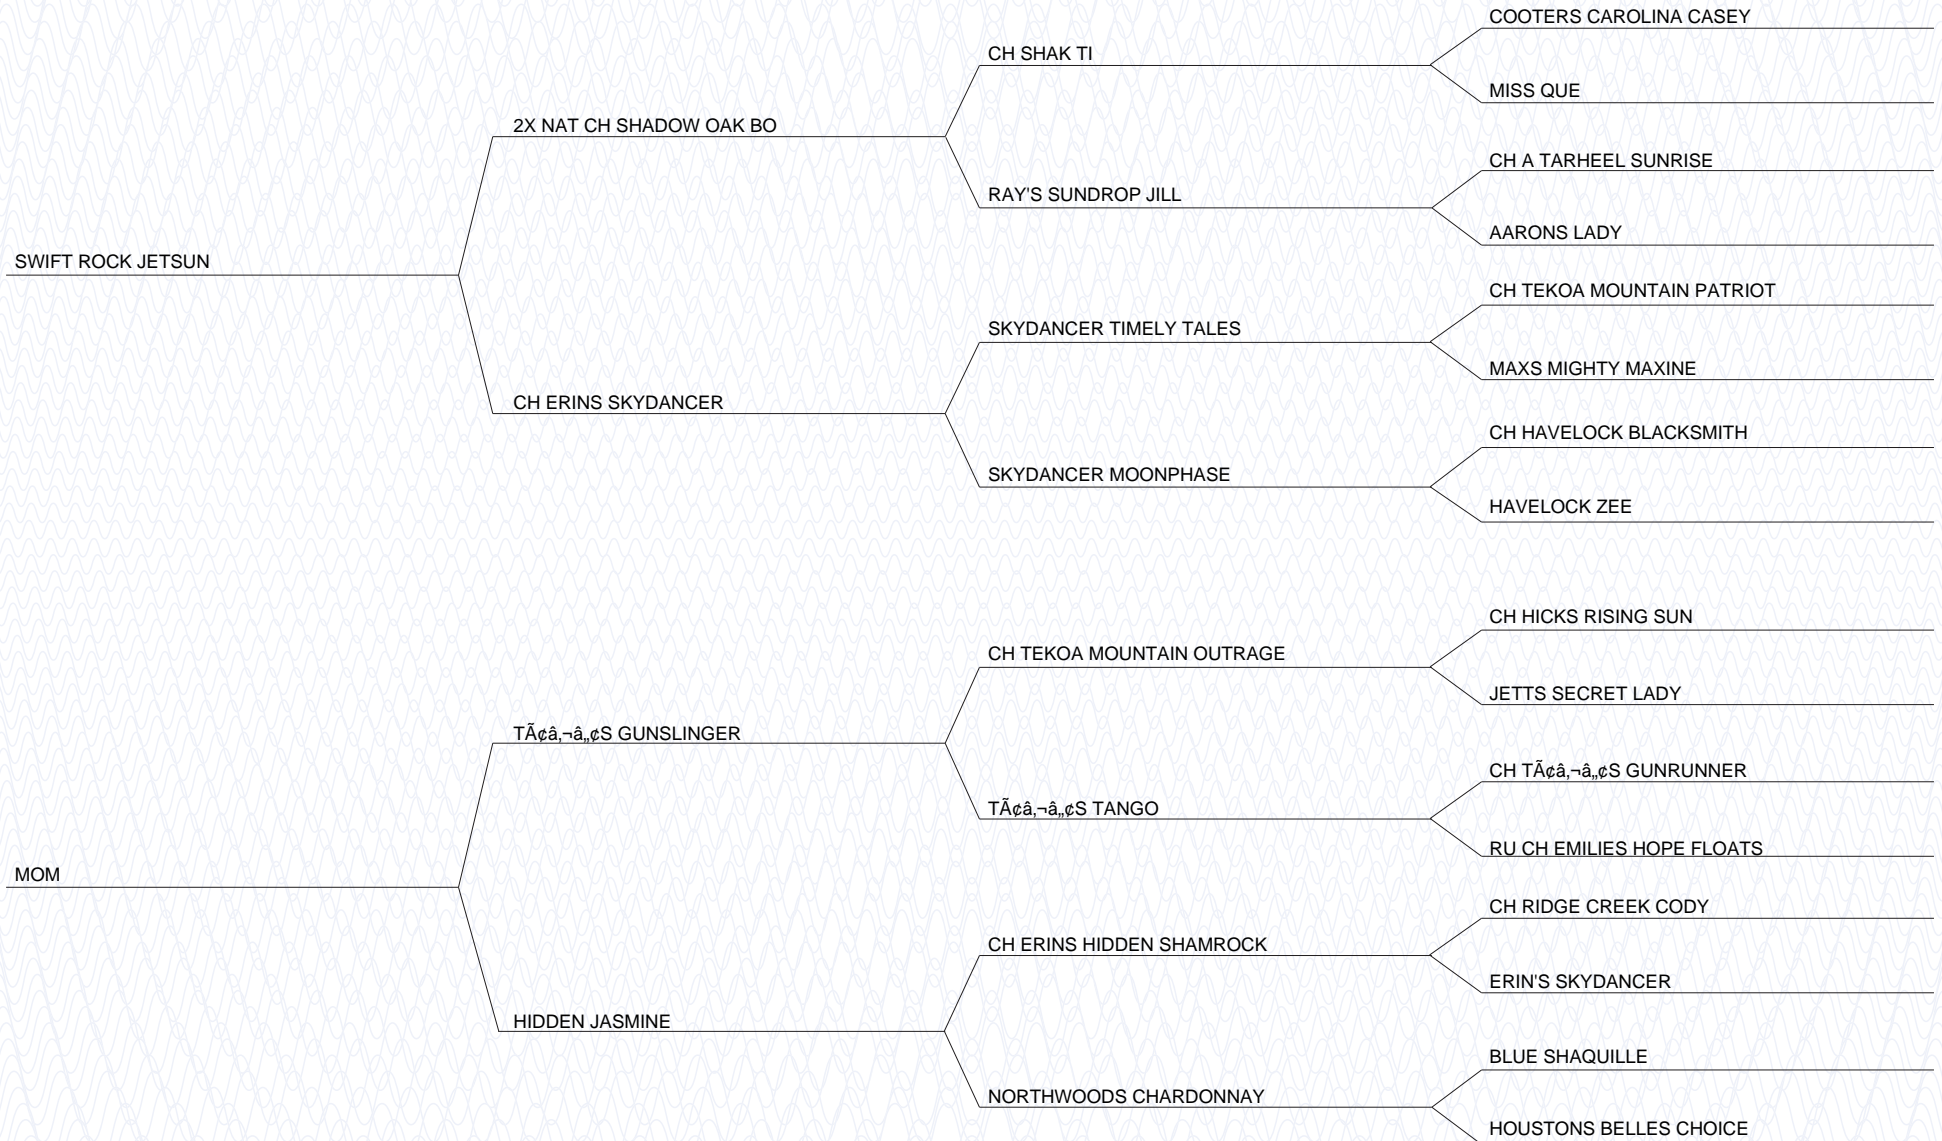 COOTERS CAROLINA CASEY
CH SHAK TI
MISS QUE
2X NAT CH SHADOW OAK BO
CH A TARHEEL SUNRISE
RAY'S SUNDROP JILL
AARONS LADY
SWIFT ROCK JETSUN
CH TEKOA MOUNTAIN PATRIOT
SKYDANCER TIMELY TALES
MAXS MIGHTY MAXINE
CH ERINS SKYDANCER
CH HAVELOCK BLACKSMITH
SKYDANCER MOONPHASE
HAVELOCK ZEE
CH HICKS RISING SUN
CH TEKOA MOUNTAIN OUTRAGE
JETTS SECRET LADY
TÃ¢â‚¬â„¢S GUNSLINGER
CH TÃ¢â‚¬â„¢S GUNRUNNER
TÃ¢â‚¬â„¢S TANGO
RU CH EMILIES HOPE FLOATS
MOM
CH RIDGE CREEK CODY
CH ERINS HIDDEN SHAMROCK
ERIN'S SKYDANCER
HIDDEN JASMINE
BLUE SHAQUILLE
NORTHWOODS CHARDONNAY
HOUSTONS BELLES CHOICE